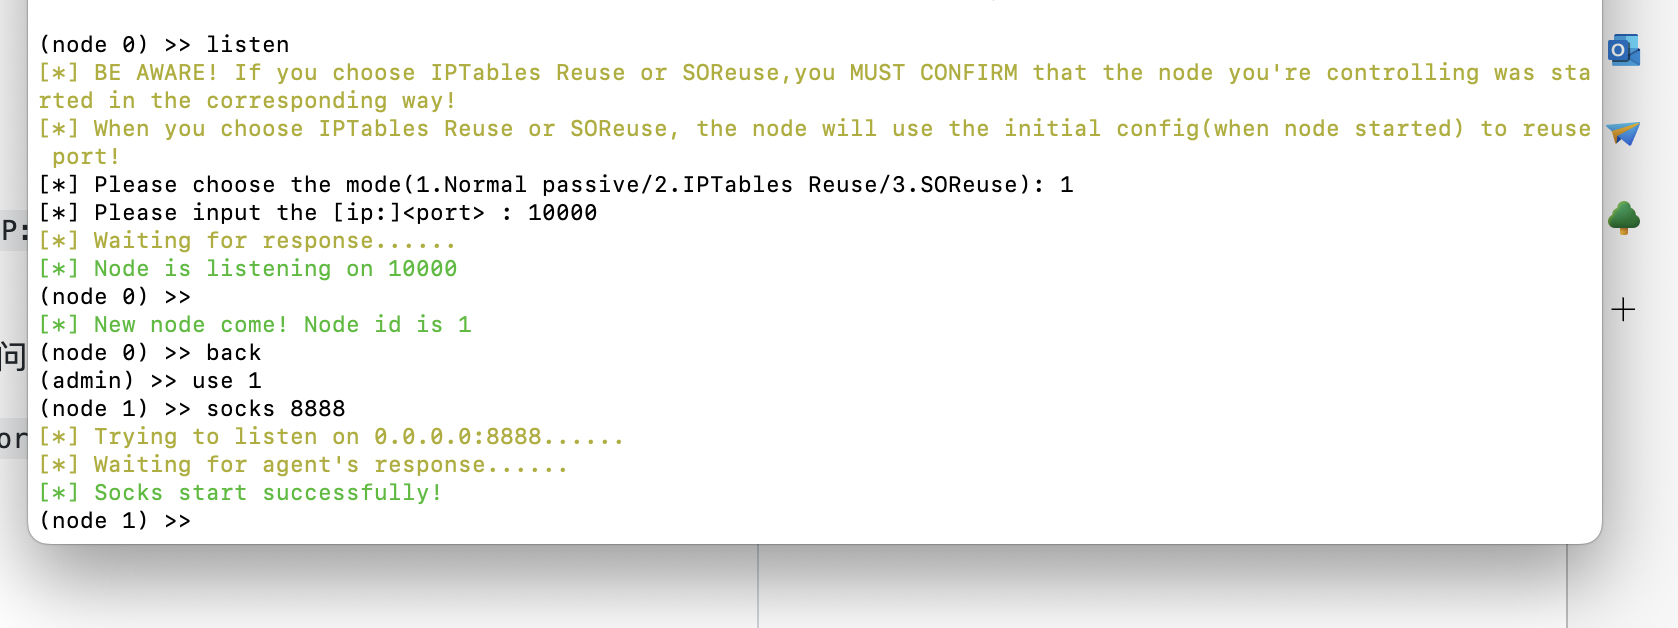 (node 0) >> listen
[*] BE AWARE! If you choose IPTables Reuse or SOReuse,you MUST CONFIRM that the node you're controlling was sta
rted in the corresponding way!
[*] When you choose IPTables Reuse or SOReuse, the node will use the initial config(when node started) to reuse
port!
[*] Please choose the mode(1.Normal passive/2.IPTables Reuse/3.SOReuse): 1
[*] Please input the [ip:]<port> : 10000
P:
[*] Waiting for response......
[*] Node is listening on 10000
(node 0) >>
[*] New node come! Node id is 1
(node 0) >> back
问
(admin) >> use 1
(node 1) >> socks 8888
[*] Trying to listen on 0.0.0.0:8888......
or
[*] Waiting for agent's response......
[*] Socks start successfully!
(node 1) >>